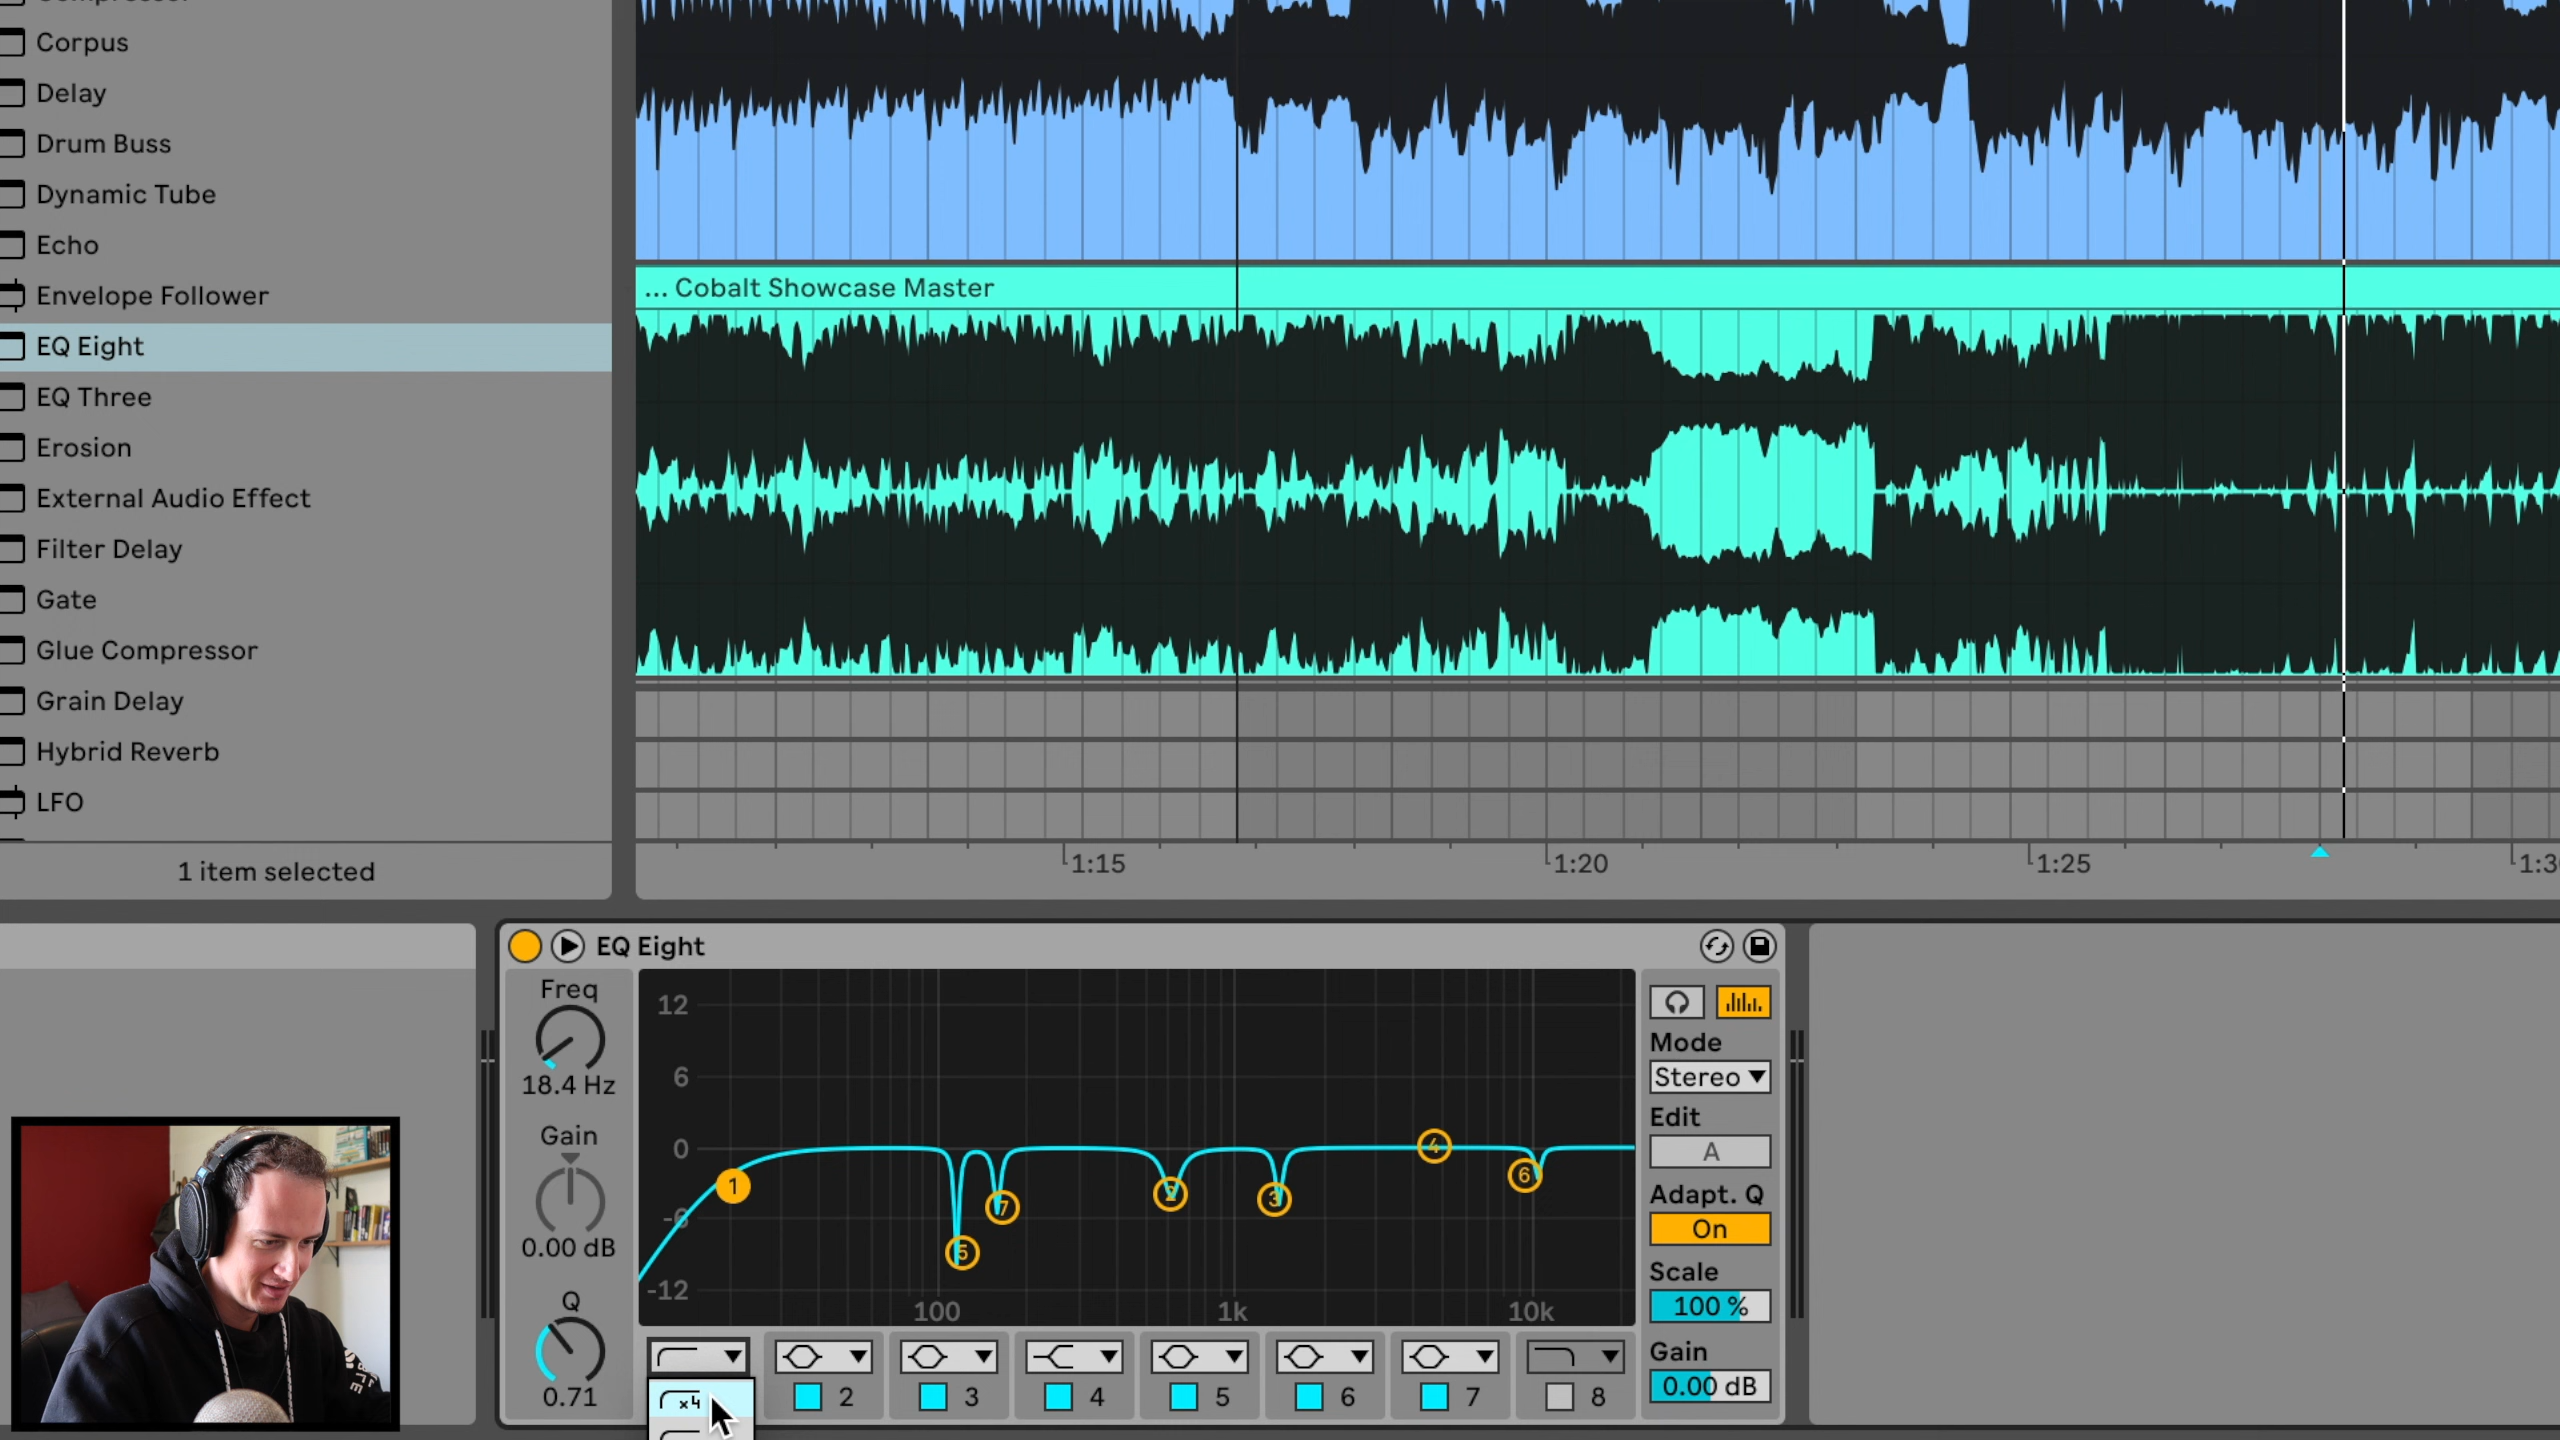 Corpus
Delay
Drum Buss
Dynamic Tube
Echo
Envelope Follower
EQ Eight
EQ Three
Erosion
External Audio Effect
Filter Delay
Gate
Glue Compressor
Grain Delay
Hybrid Reverb
LFO
1 item selected
... Cobalt Showcase Master
1:15
1:20
1:25
1:3
EQ Eight
Freq
18.4 Hz
Gain
0.00 dB
Q
0.71
12
6
0
-6
-12
100
1k
10k
1
5
7
2
3
4
6
x4
2
3
4
5
6
7
8
Mode
Stereo
Edit
A
Adapt. Q
On
Scale
100 %
Gain
0.00 dB